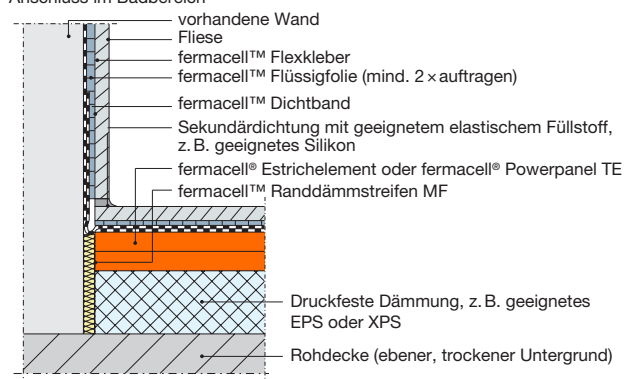 Anschluss im Badbereich
vorhandene Wand
Fliese
fermacell™ Flexkleber
fermacell™ Flüssigfolie (mind. 2 × auftragen)
fermacell™ Dichtband
Sekundärdichtung mit geeignetem elastischem Füllstoff,
z. B. geeignetes Silikon
fermacell® Estrichelement oder fermacell® Powerpanel TE
fermacell™ Randdämmstreifen MF
Druckfeste Dämmung, z. B. geeignetes
EPS oder XPS
Rohdecke (ebener, trockener Untergrund)